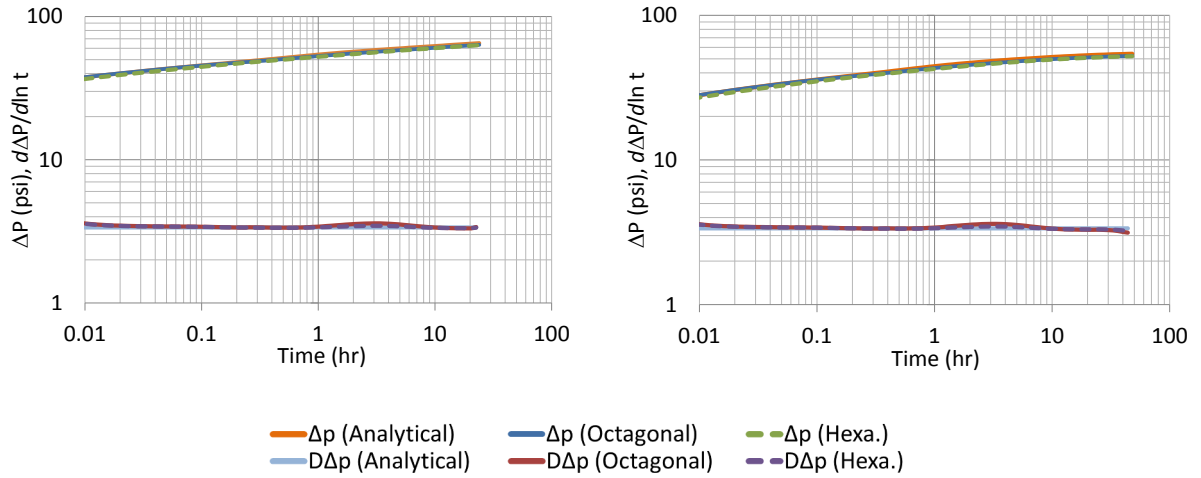 100
10
1
0.01 0.1 1 10 100
Time (hr)
ΔP (psi), dΔP/dln t
100
10
1
0.01 0.1 1 10 100
Time (hr)
ΔP (psi), dΔP/dln t
Δp (Analytical) Δp (Octagonal) Δp (Hexa.)
DΔp (Analytical) DΔp (Octagonal) DΔp (Hexa.)